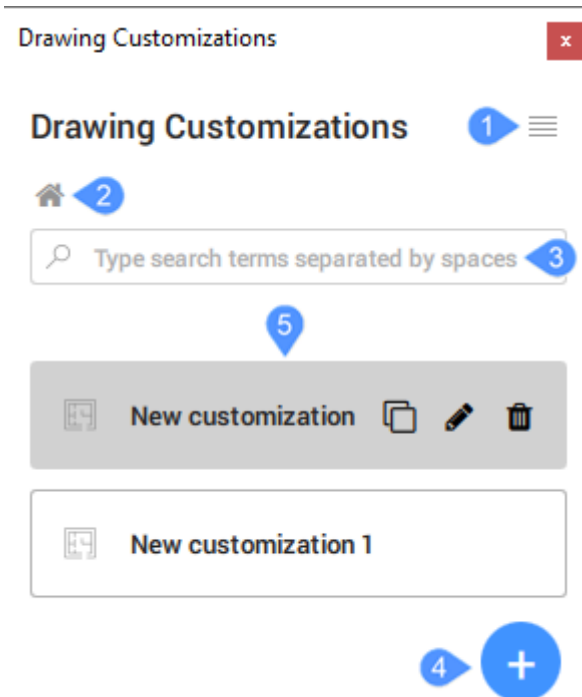 Drawing Customizations
x
Drawing Customizations 1
2
Type search terms separated by spaces 3
5
New customization
New customization 1
4 +